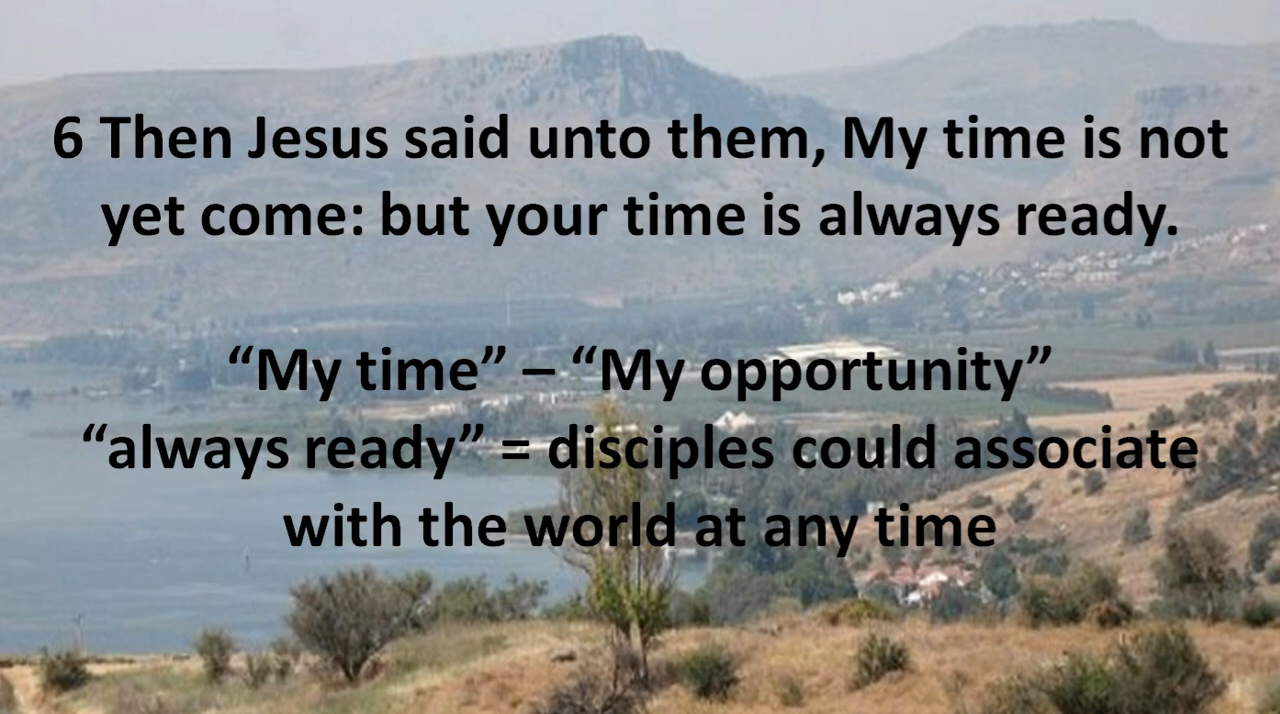 6 Then Jesus said unto them, My time is not
yet come: but your time is always ready.
“My time” – “My opportunity”
“always ready” = disciples could associate
with the world at any time